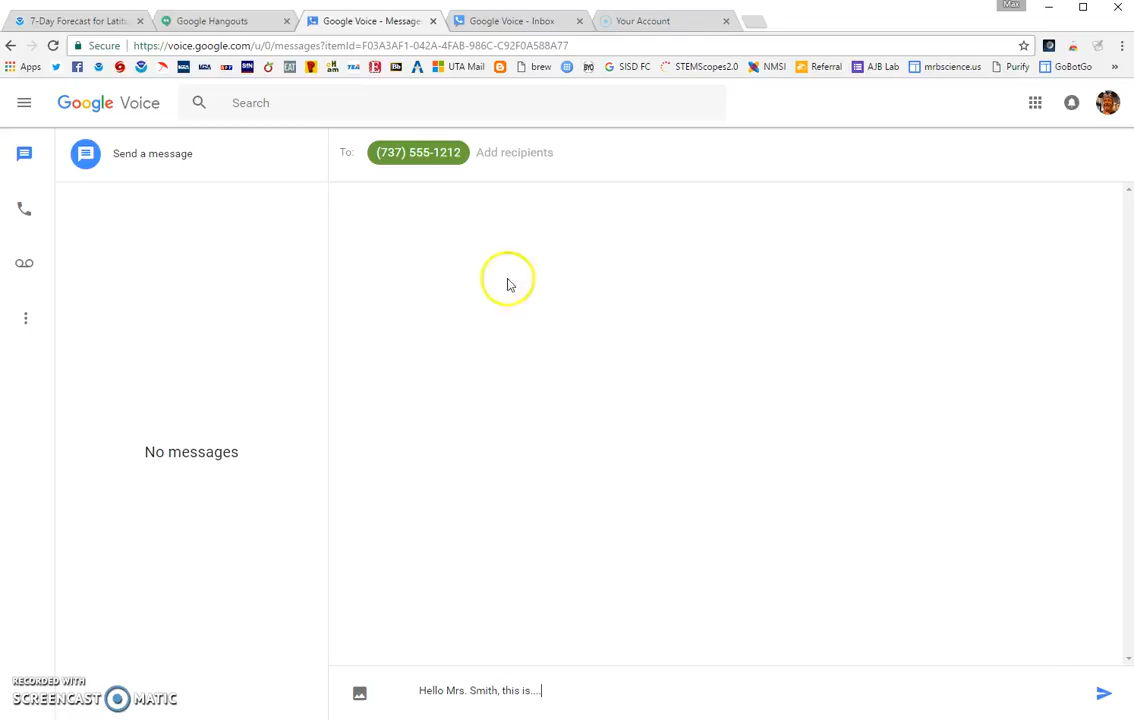 Max
7-Day Forecast for Latitu
Google Hangouts
Google Voice - Message
Google Voice - Inbox
Your Account
Secure
https://voice.google.com/u/0/messages?itemId=F03A3AF1-042A-4FAB-986C-C92F0A588A77
Apps
UTA Mail
brew
SISD FC
STEMScopes2.0
NMSI
Referral
AJB Lab
mrbscience.us
Purify
GoBotGo
»
Google Voice
Search
Send a message
To:
(737) 555-1212
Add recipients
No messages
Hello Mrs. Smith, this is....
RECORDED WITH
SCREENCAST MATIC